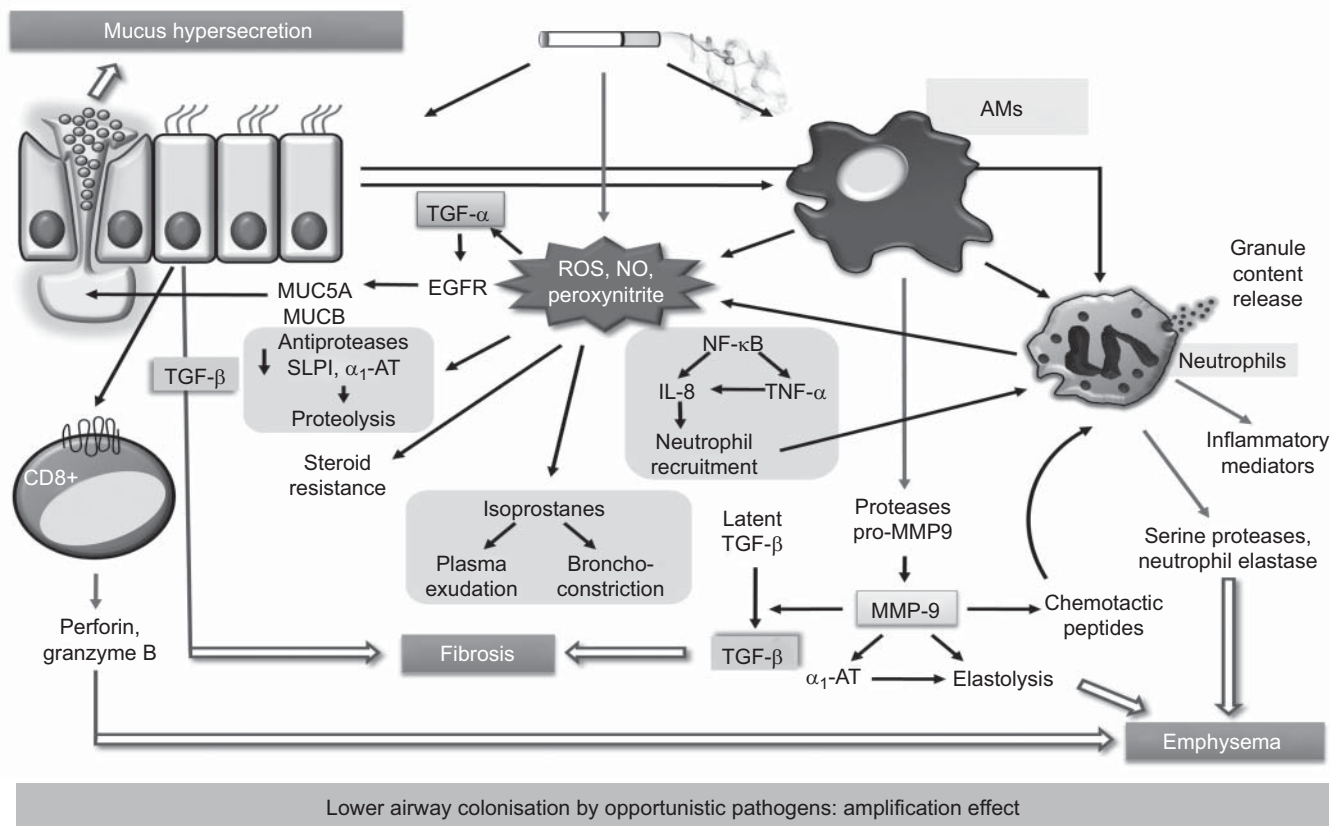 Mucus hypersecretion
AMs
TGF-α
EGFR
ROS, NO,
peroxynitrite
MUC5A
MUCB
Antiproteases
SLPI, α₁-AT
Proteolysis
TGF-β
CD8+
Steroid
resistance
NF-κB
IL-8
TNF-α
Neutrophil
recruitment
Granule
content
release
Neutrophils
Inflammatory
mediators
Isoprostanes
Plasma
exudation
Broncho-
constriction
Latent
TGF-β
Proteases
pro-MMP9
Serine proteases,
neutrophil elastase
MMP-9
Chemotactic
peptides
Perforin,
granzyme B
Fibrosis
TGF-β
α₁-AT
Elastolysis
Emphysema
Lower airway colonisation by opportunistic pathogens: amplification effect